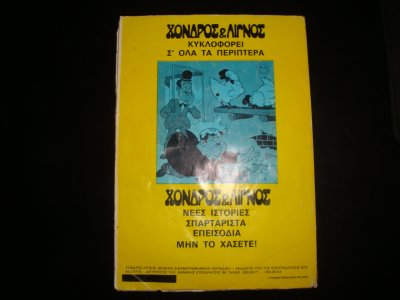 ΧΟΝΔΡΟΣ&ΛΙΓΝΟΣ
ΚΥΚΛΟΦΟΡΕΙ
Σ' ΟΛΑ ΤΑ ΠΕΡΙΠΤΕΡΑ
ΧΟΝΔΡΟΣ&ΛΙΓΝΟΣ
ΝΕΕΣ ΙΣΤΟΡΙΕΣ
ΣΠΑΡΤΑΡΙΣΤΑ
ΕΠΕΙΣΟΔΙΑ
ΜΗΝ ΤΟ ΧΑΣΕΤΕ!